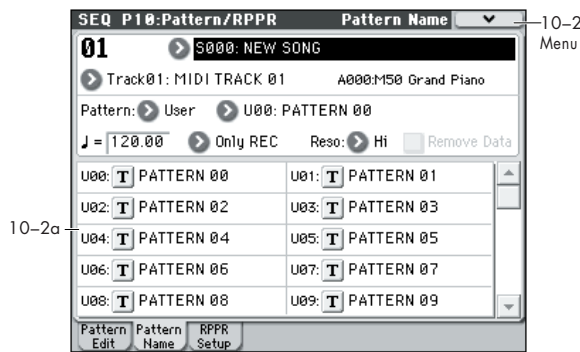 SEQ P10:Pattern/RPPR Pattern Name
10–2
Menu
01 S000: NEW SONG
Track01: MIDI TRACK 01 A000:M50 Grand Piano
Pattern: User U00: PATTERN 00
♩ = 120.00 Only REC Reso: Hi Remove Data
U00: T PATTERN 00 U01: T PATTERN 01
U02: T PATTERN 02 U03: T PATTERN 03
10–2a
U04: T PATTERN 04 U05: T PATTERN 05
U06: T PATTERN 06 U07: T PATTERN 07
U08: T PATTERN 08 U09: T PATTERN 09
Pattern Pattern RPPR
Edit Name Setup